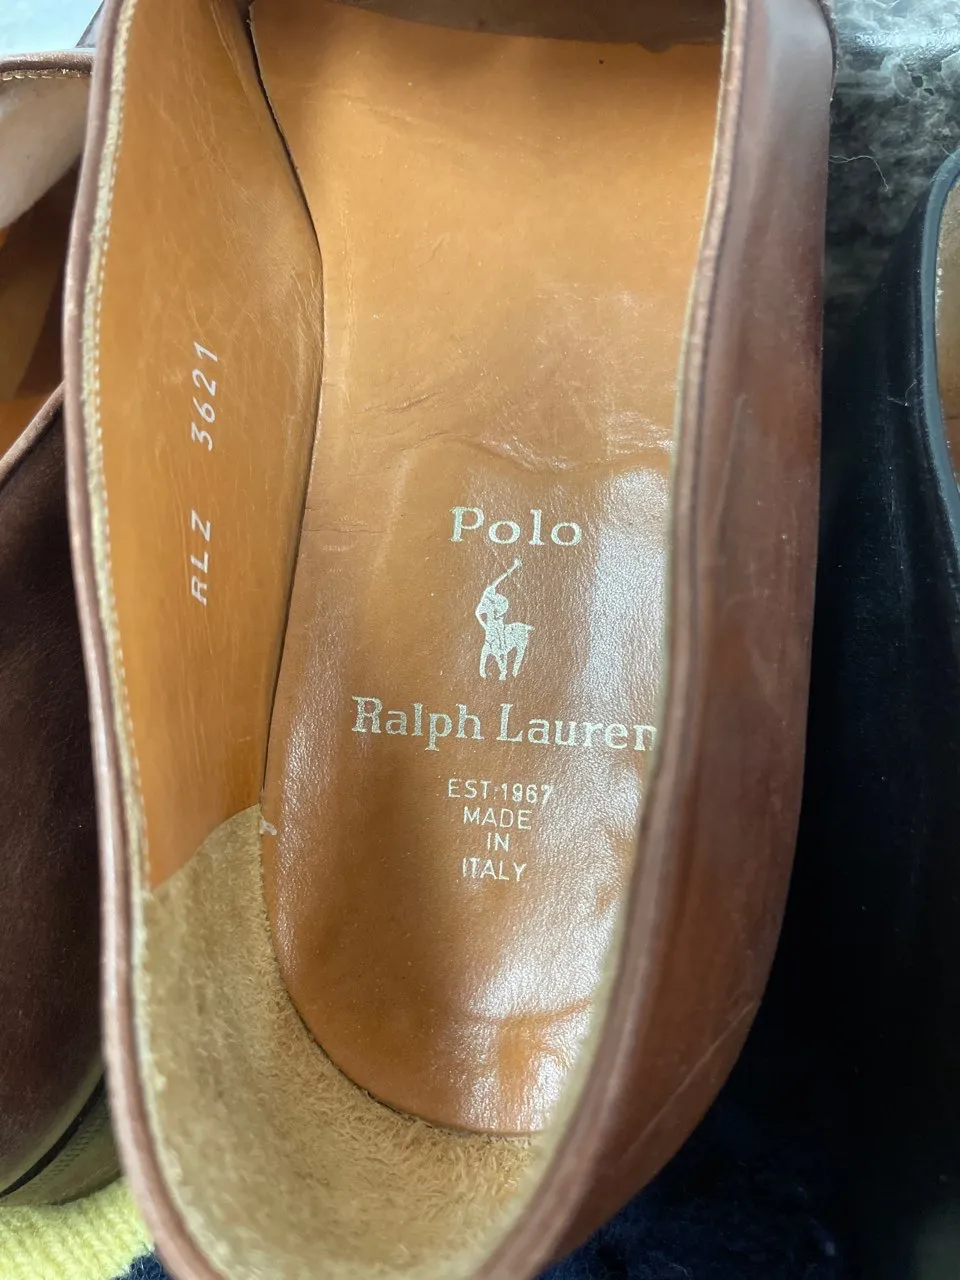 RLZ 3621
Polo
Ralph Lauren
EST. 1967
MADE
IN
ITALY